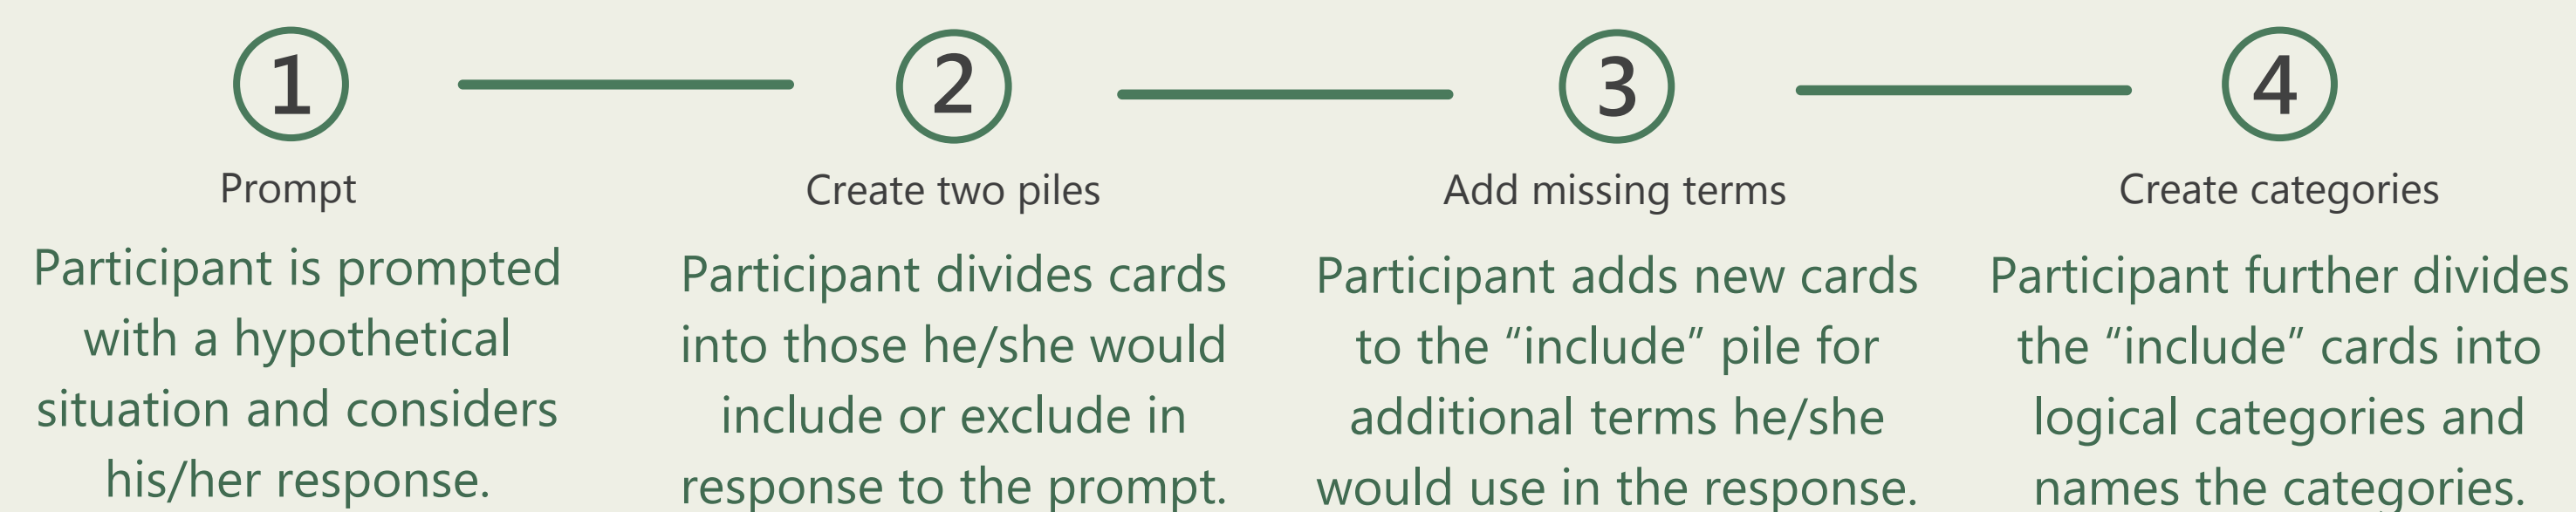 1
Prompt
Participant is prompted
with a hypothetical
situation and considers
his/her response.
2
Create two piles
Participant divides cards
into those he/she would
include or exclude in
response to the prompt.
3
Add missing terms
Participant adds new cards
to the “include” pile for
additional terms he/she
would use in the response.
4
Create categories
Participant further divides
the “include” cards into
logical categories and
names the categories.